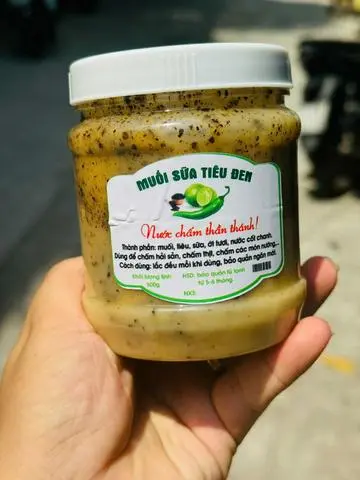 MUỐI SỮA TIÊU ĐEN
Nước chấm thần thánh!
Thành phần: muối, tiêu, sữa, ớt tươi, nước cốt chanh.
Dùng để chấm hải sản, chấm thịt, chấm các món nướng...
Cách dùng: lắc đều mỗi khi dùng, bảo quản ngăn mát.
Khối lượng tịnh: HSD: bảo quản tủ lạnh
500g từ 5-6 tháng.
NXS: